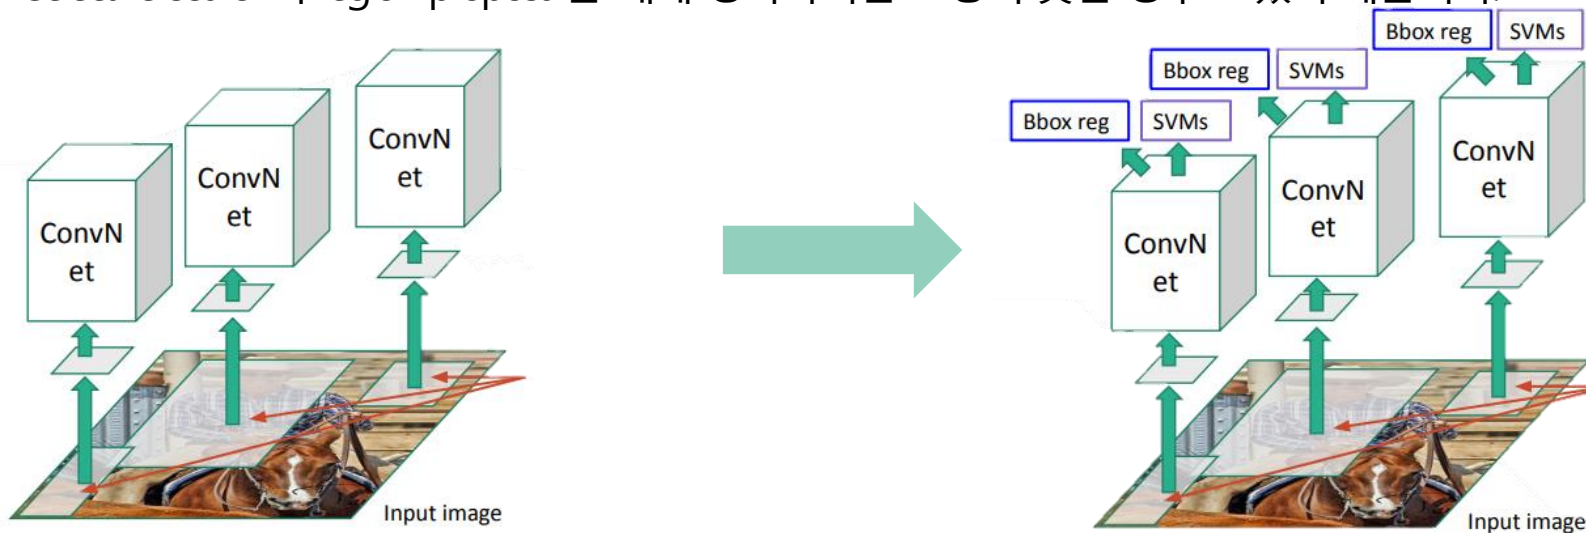 ConvN
et
ConvN
et
ConvN
et
Input image
Bbox reg
SVMs
Bbox reg
SVMs
Bbox reg
SVMs
ConvN
et
ConvN
et
ConvN
et
Input image